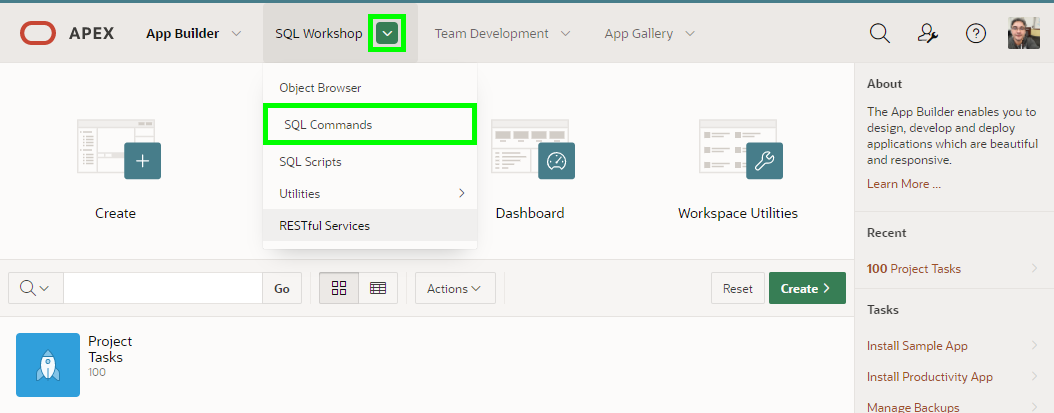 APEX
App Builder
SQL Workshop
Team Development
App Gallery
Object Browser
SQL Commands
SQL Scripts
Utilities
RESTful Services
Create
Dashboard
Workspace Utilities
Go
Actions
Reset
Create
Project
Tasks
100
About
The App Builder enables you to
design, develop and deploy
applications which are beautiful
and responsive.
Learn More ...
Recent
100 Project Tasks
Tasks
Install Sample App
Install Productivity App
Manage Backups